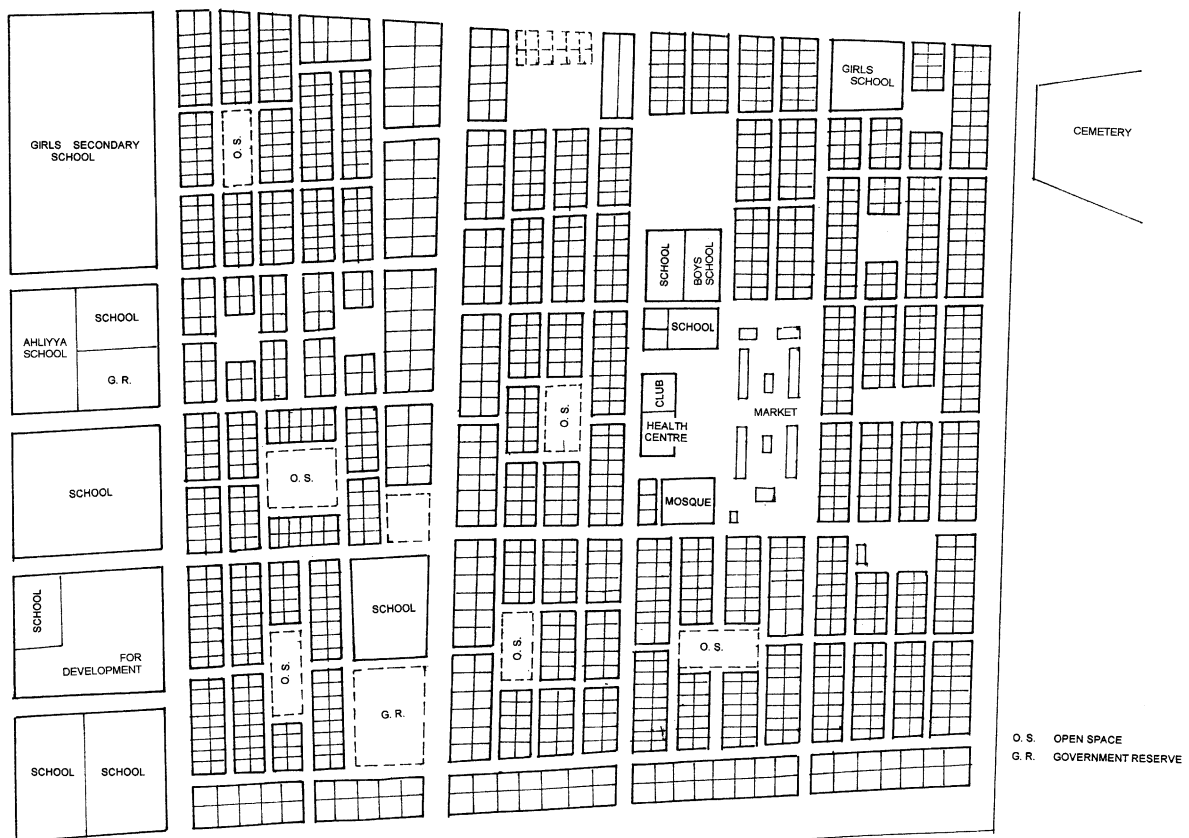 GIRLS SECONDARY
SCHOOL
O. S.
GIRLS
SCHOOL
CEMETERY
AHLIYYA
SCHOOL
SCHOOL
G. R.
SCHOOL
BOYS
SCHOOL
SCHOOL
CLUB
HEALTH
CENTRE
MARKET
O. S.
SCHOOL
O. S.
MOSQUE
SCHOOL
FOR
DEVELOPMENT
O. S.
SCHOOL
G. R.
O. S.
O. S.
SCHOOL
SCHOOL
O. S. OPEN SPACE
G. R. GOVERNMENT RESERVE